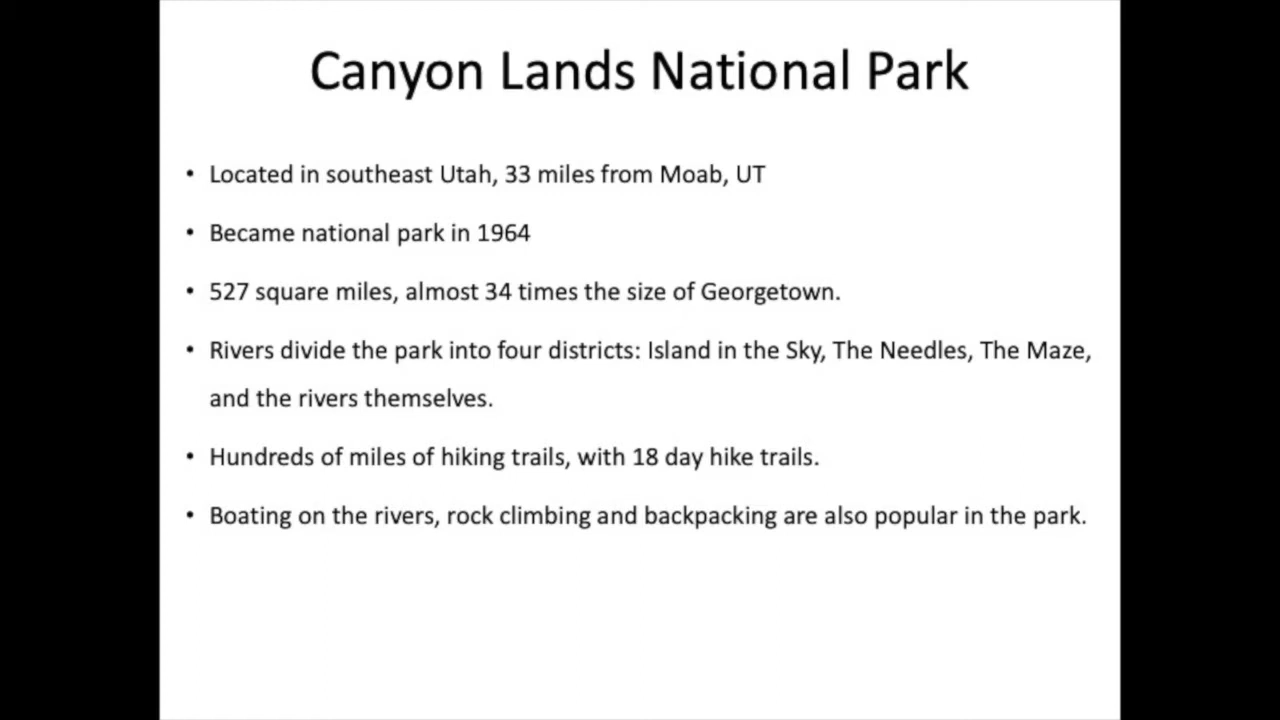 Canyon Lands National Park
• Located in southeast Utah, 33 miles from Moab, UT
• Became national park in 1964
• 527 square miles, almost 34 times the size of Georgetown.
• Rivers divide the park into four districts: Island in the Sky, The Needles, The Maze,
and the rivers themselves.
• Hundreds of miles of hiking trails, with 18 day hike trails.
• Boating on the rivers, rock climbing and backpacking are also popular in the park.